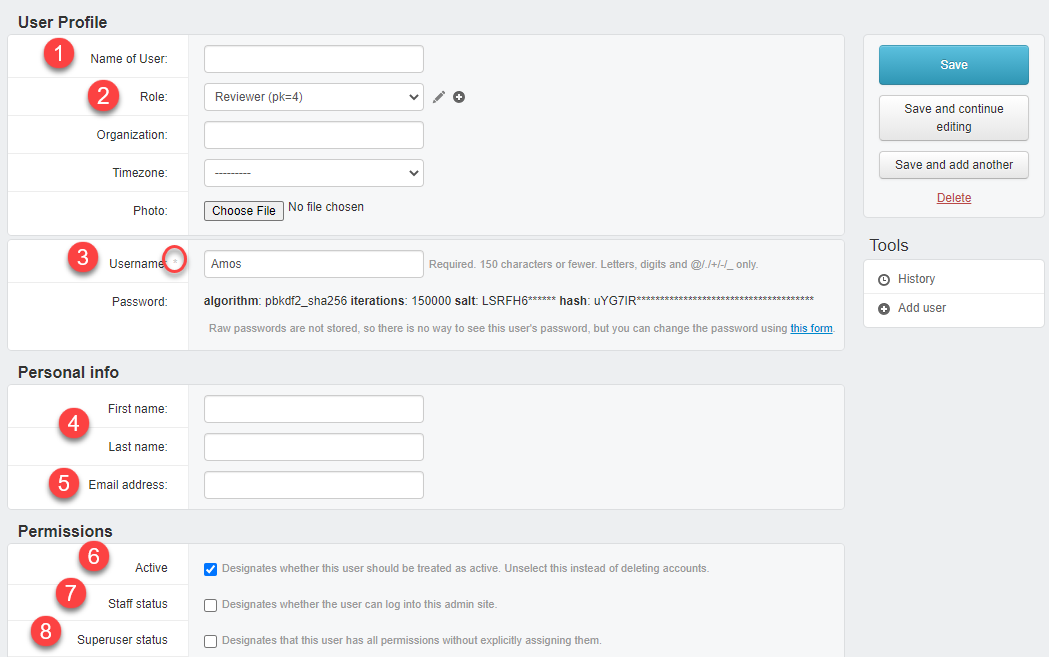 User Profile
1 Name of User:
2 Role: Reviewer (pk=4)
Organization:
Timezone: ---------
Photo: Choose File No file chosen
3 Username: * Amos Required. 150 characters or fewer. Letters, digits and @/./+/-/_ only.
Password: algorithm: pbkdf2_sha256 iterations: 150000 salt: LSRFH6****** hash: uYG7IR**************************************
Raw passwords are not stored, so there is no way to see this user's password, but you can change the password using this form.
Personal info
First name:
4
Last name:
5 Email address:
Permissions
6 Active Designates whether this user should be treated as active. Unselect this instead of deleting accounts.
7 Staff status Designates whether the user can log into this admin site.
8 Superuser status Designates that this user has all permissions without explicitly assigning them.
Save
Save and continue
editing
Save and add another
Delete
Tools
History
Add user